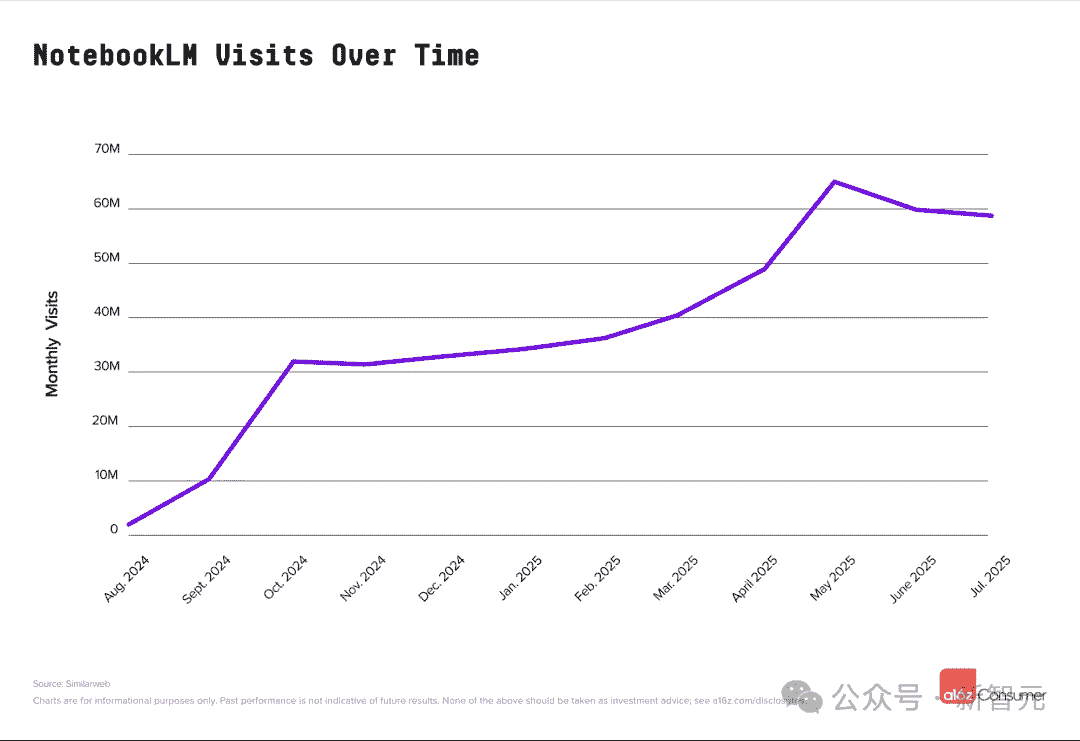 NotebookLM Visits Over Time
Monthly Visits
70M
60M
50M
40M
30M
20M
10M
0
Aug. 2024
Sept. 2024
Oct. 2024
Nov. 2024
Dec. 2024
Jan. 2025
Feb. 2025
Mar. 2025
April 2025
May 2025
June 2025
Jul. 2025
Source: Similarweb
Charts are for informational purposes only. Past performance is not indicative of future results. None of the above should be taken as investment advice; see a16z.com/disclosures.
a16z Consumer
公众号 · 新智元